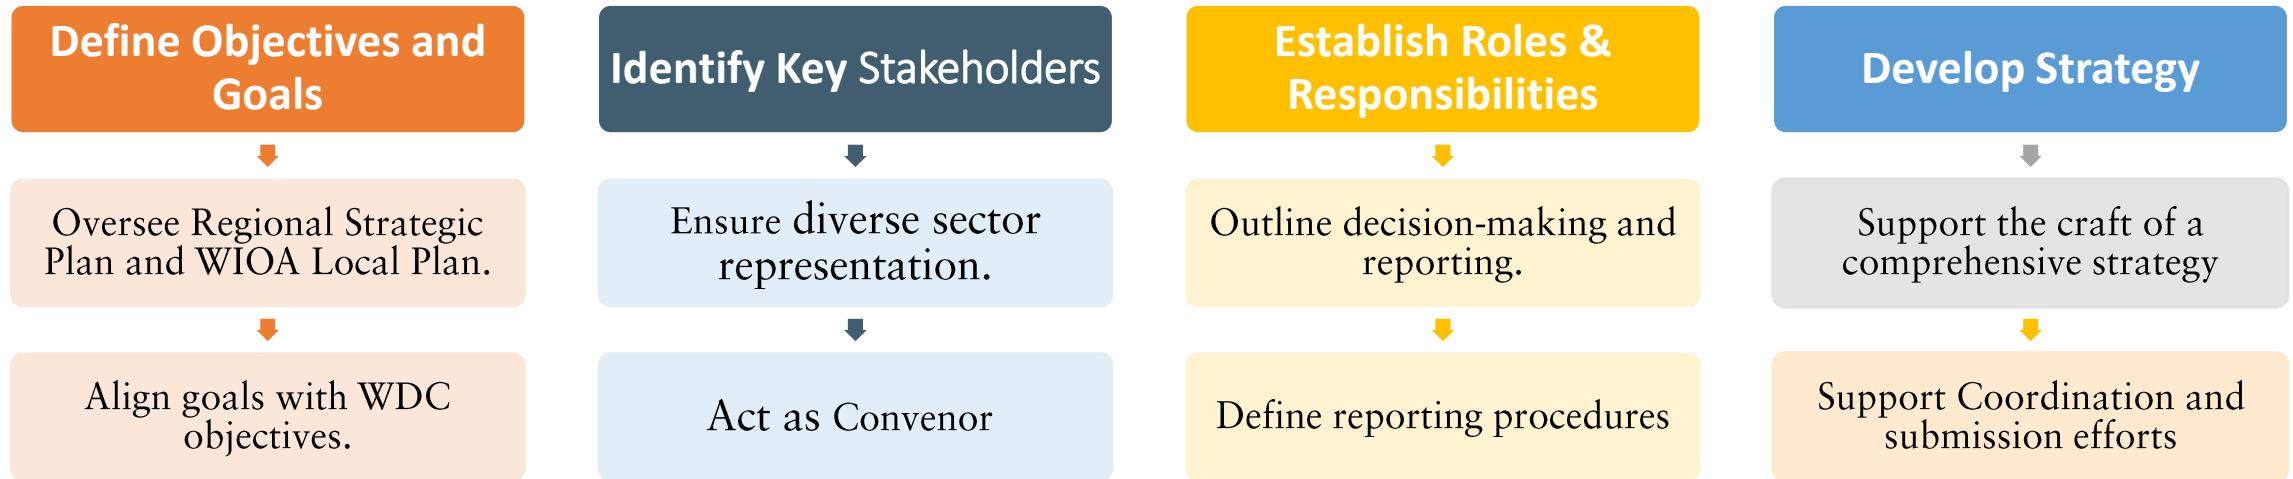 Define Objectives and
Goals
Oversee Regional Strategic
Plan and WIOA Local Plan.
Align goals with WDC
objectives.
Identify Key Stakeholders
Ensure diverse sector
representation.
Act as Convenor
Establish Roles &
Responsibilities
Outline decision-making and
reporting.
Define reporting procedures
Develop Strategy
Support the craft of a
comprehensive strategy
Support Coordination and
submission efforts